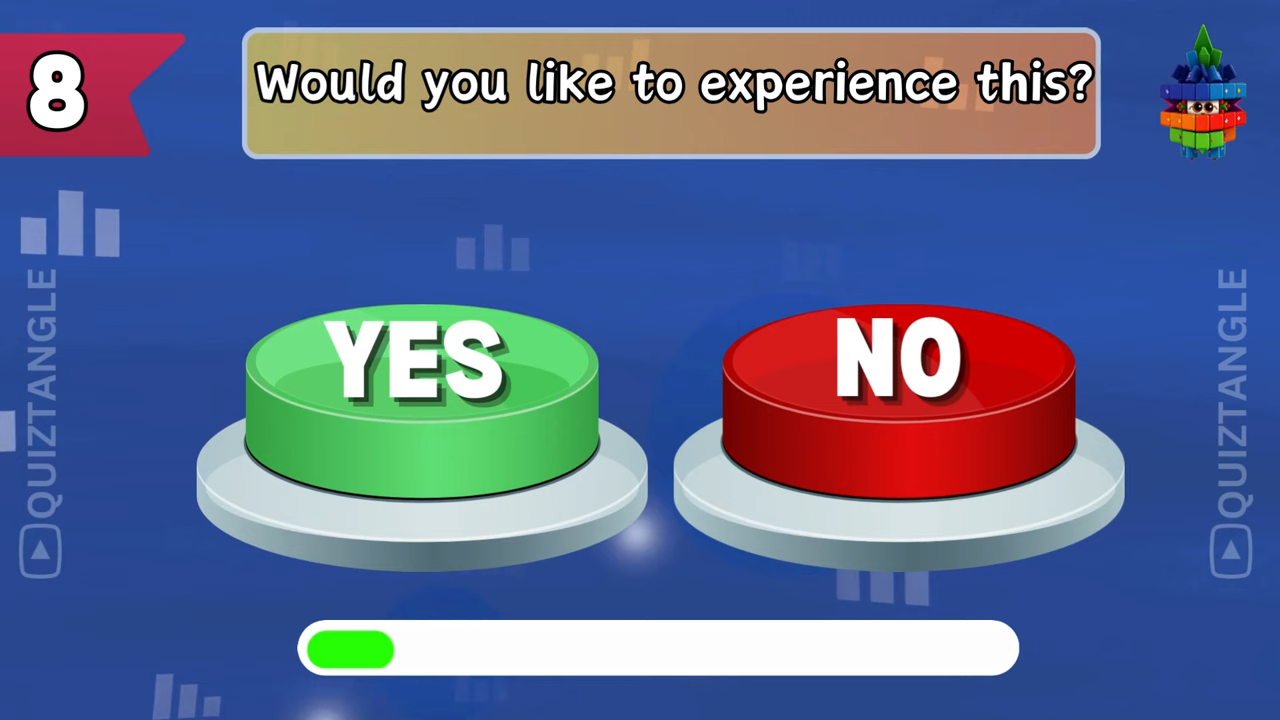 8
Would you like to experience this?
YES
NO
QUIZTANGLE
QUIZTANGLE